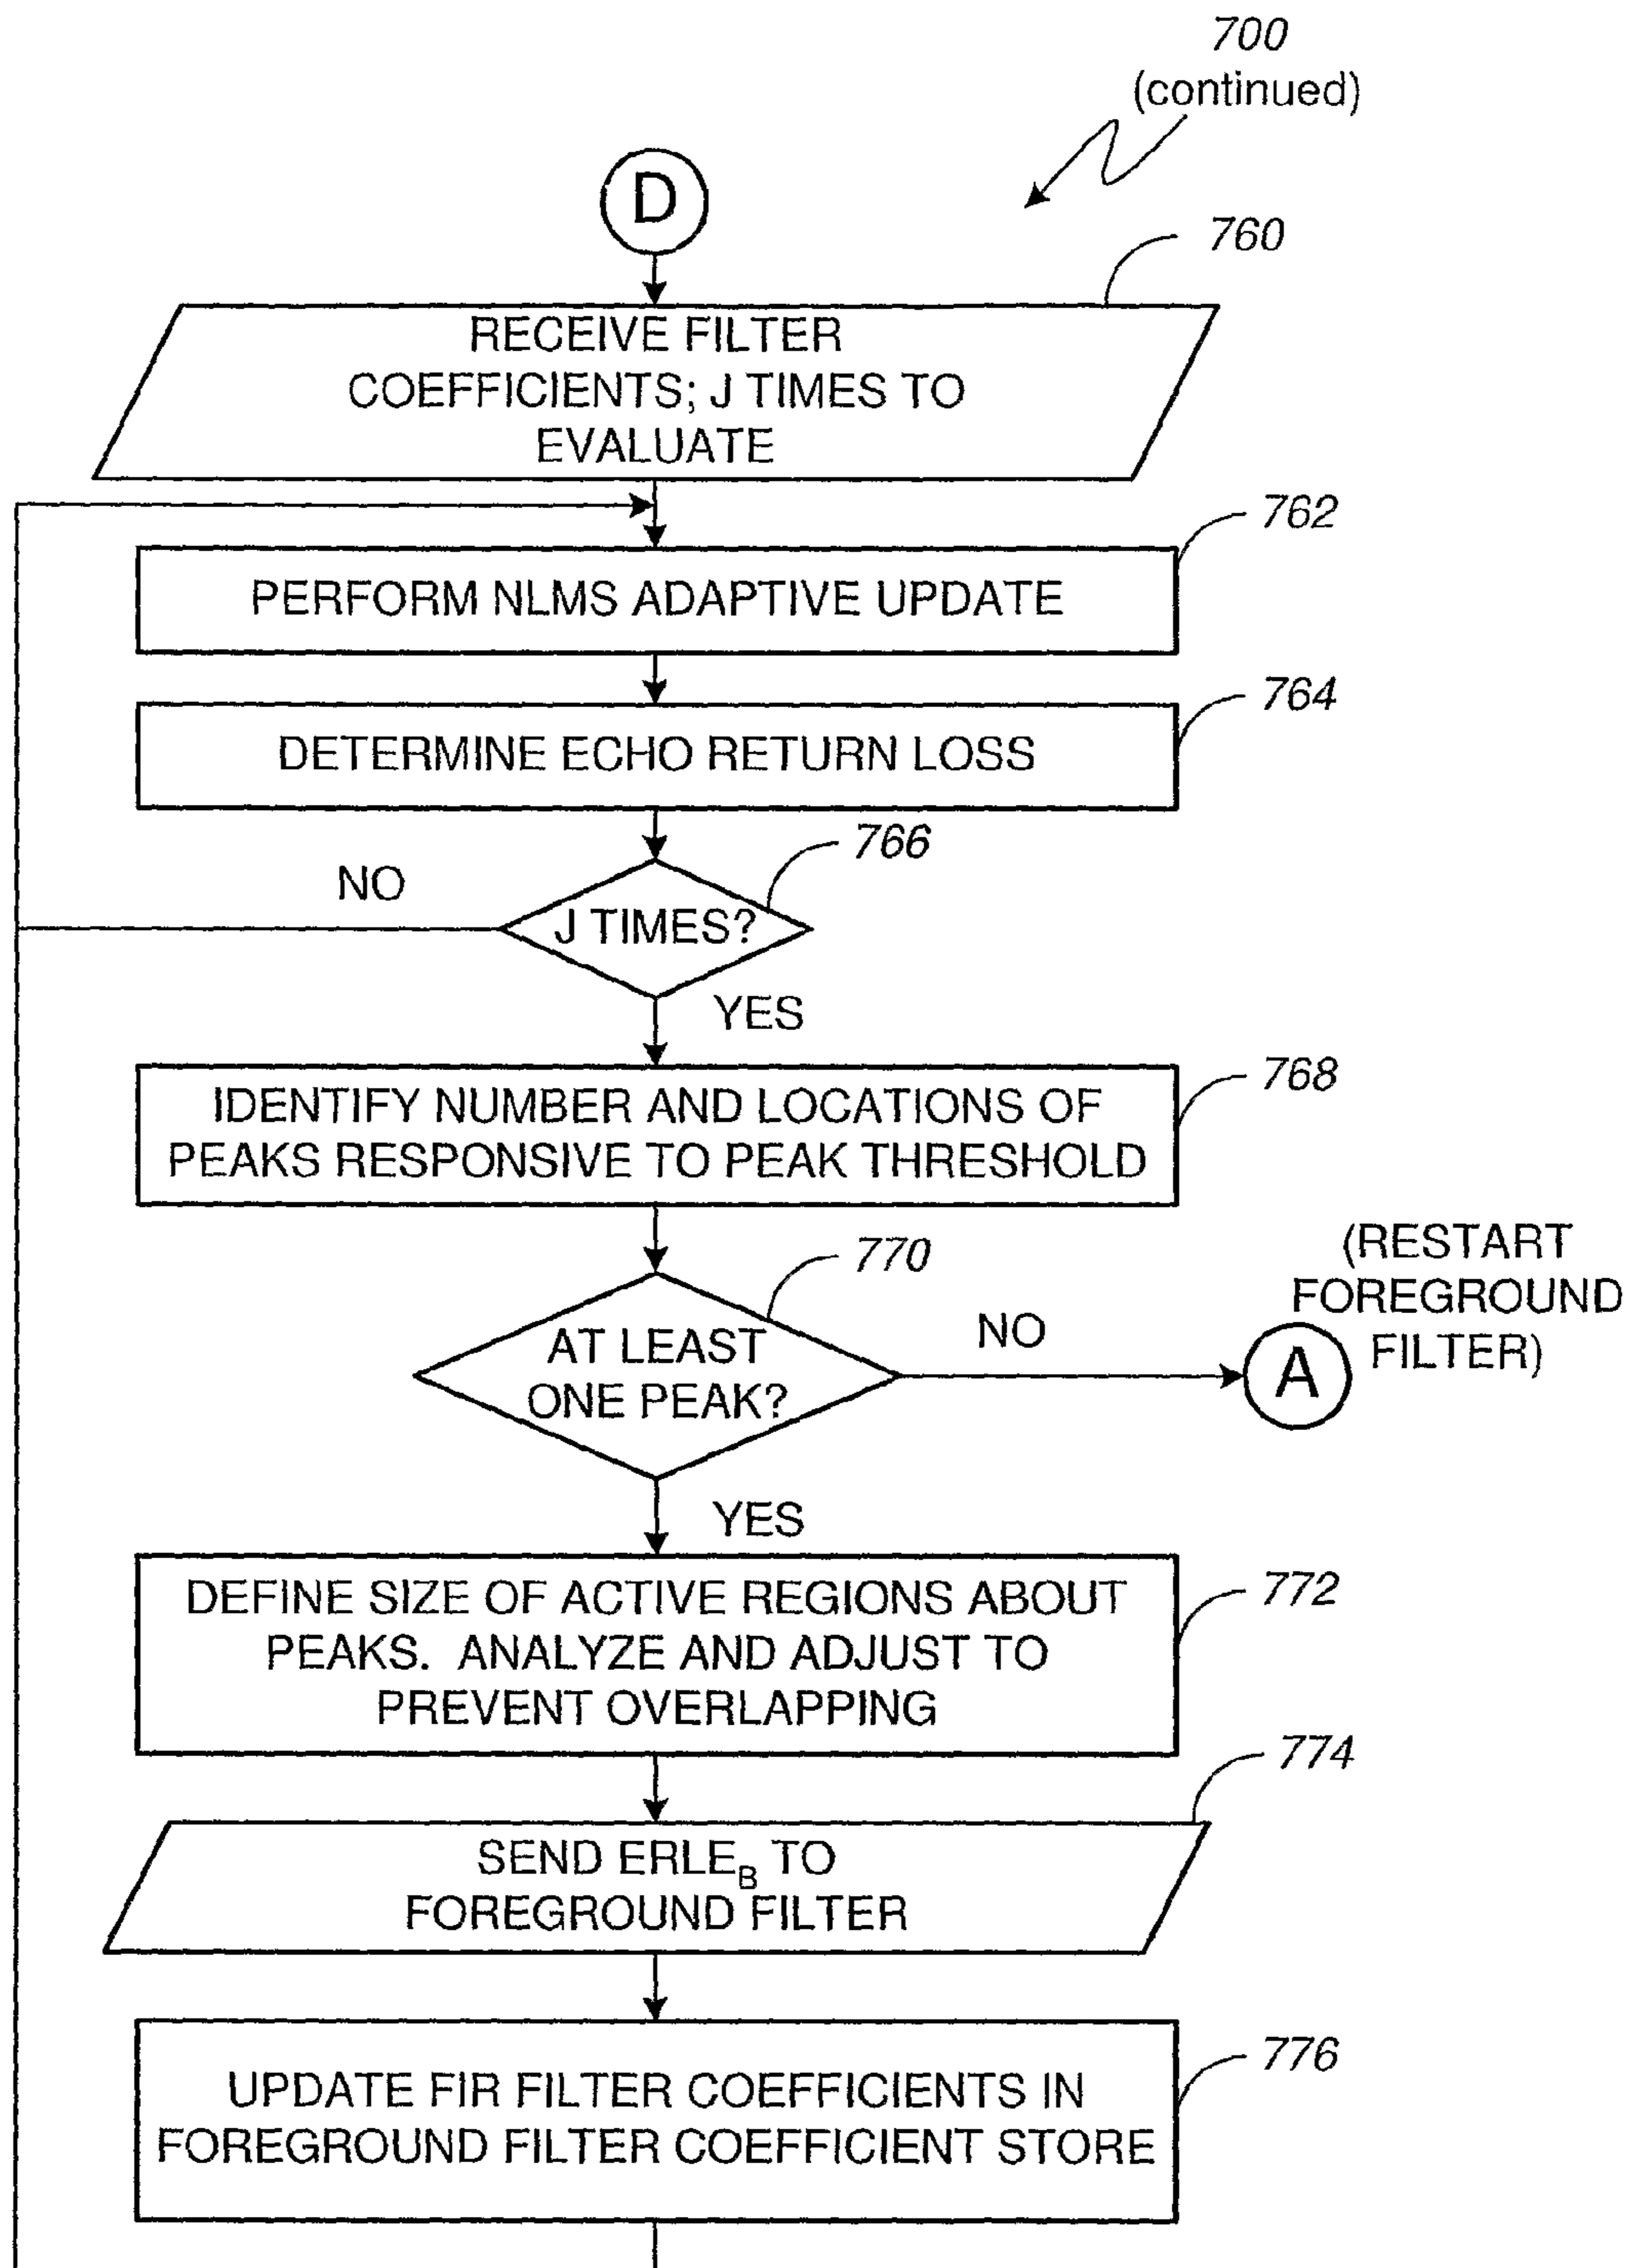 700
(continued)
D
760
RECEIVE FILTER
COEFFICIENTS; J TIMES TO
EVALUATE
762
PERFORM NLMS ADAPTIVE UPDATE
764
DETERMINE ECHO RETURN LOSS
766
NO
J TIMES?
YES
768
IDENTIFY NUMBER AND LOCATIONS OF
PEAKS RESPONSIVE TO PEAK THRESHOLD
770
(RESTART
FOREGROUND
FILTER)
AT LEAST
ONE PEAK?
NO
A
YES
772
DEFINE SIZE OF ACTIVE REGIONS ABOUT
PEAKS. ANALYZE AND ADJUST TO
PREVENT OVERLAPPING
774
SEND ERLE_B TO
FOREGROUND FILTER
776
UPDATE FIR FILTER COEFFICIENTS IN
FOREGROUND FILTER COEFFICIENT STORE